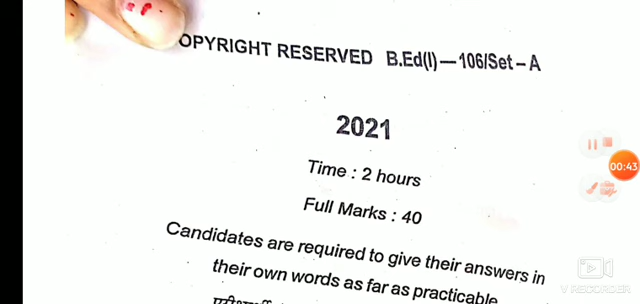 OPYRIGHT RESERVED B.Ed(I)—106/Set – A
2021
Time : 2 hours
Full Marks : 40
Candidates are required to give their answers in
their own words as far as practicable
00:43
V RECORDER